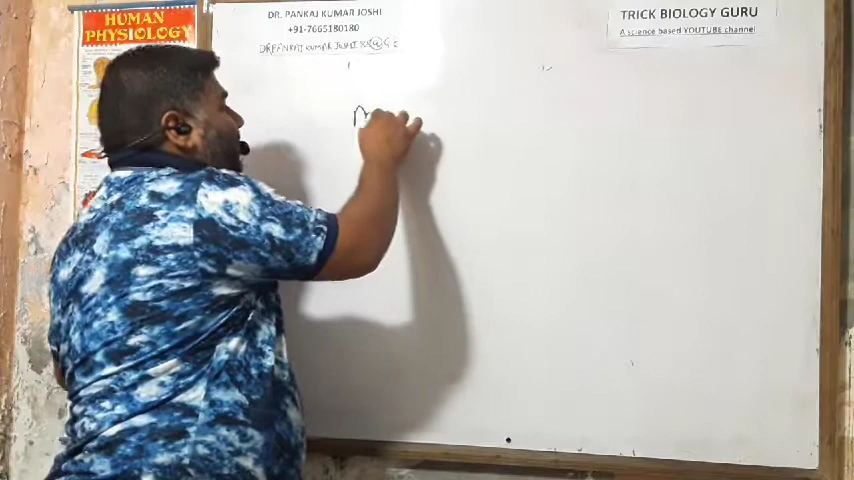 HUMAN
PHYSIOLOGY
DR. PANKAJ KUMAR JOSHI
+91-7665180180
TRICK BIOLOGY GURU
A science based YOUTUBE channel